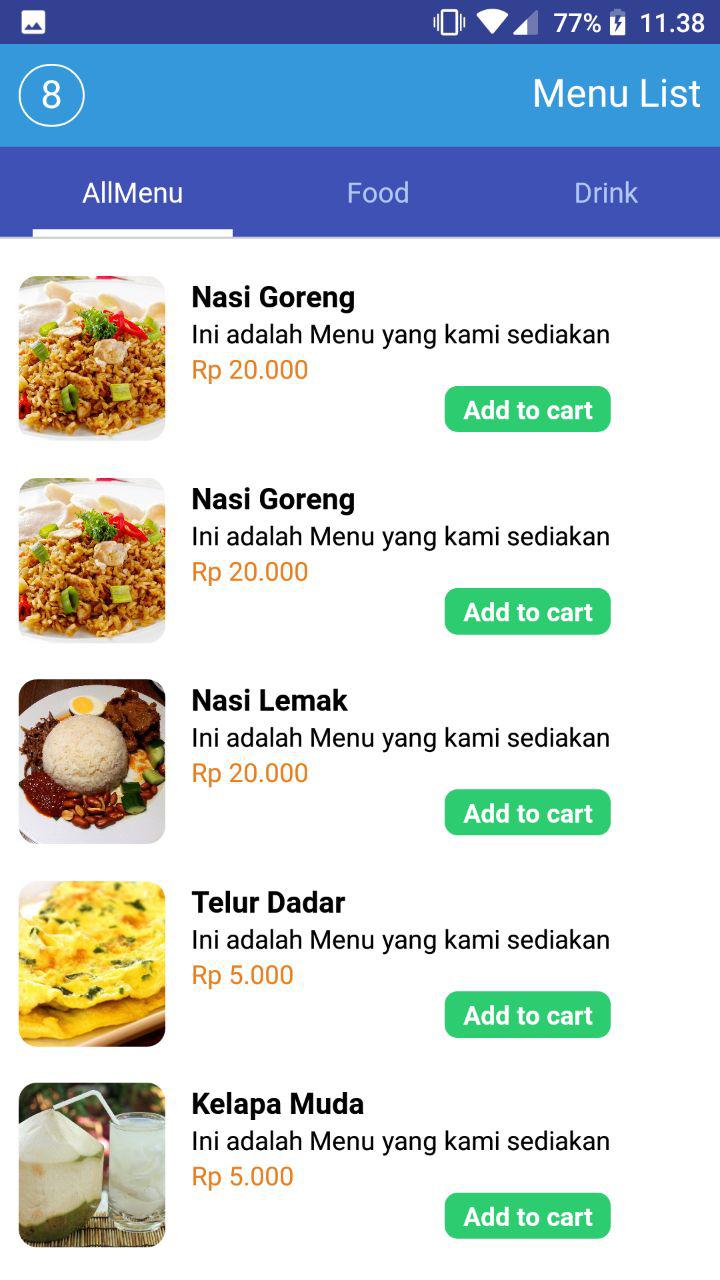 77% 11.38
8 Menu List
AllMenu Food Drink
Nasi Goreng
Ini adalah Menu yang kami sediakan
Rp 20.000
Add to cart
Nasi Goreng
Ini adalah Menu yang kami sediakan
Rp 20.000
Add to cart
Nasi Lemak
Ini adalah Menu yang kami sediakan
Rp 20.000
Add to cart
Telur Dadar
Ini adalah Menu yang kami sediakan
Rp 5.000
Add to cart
Kelapa Muda
Ini adalah Menu yang kami sediakan
Rp 5.000
Add to cart